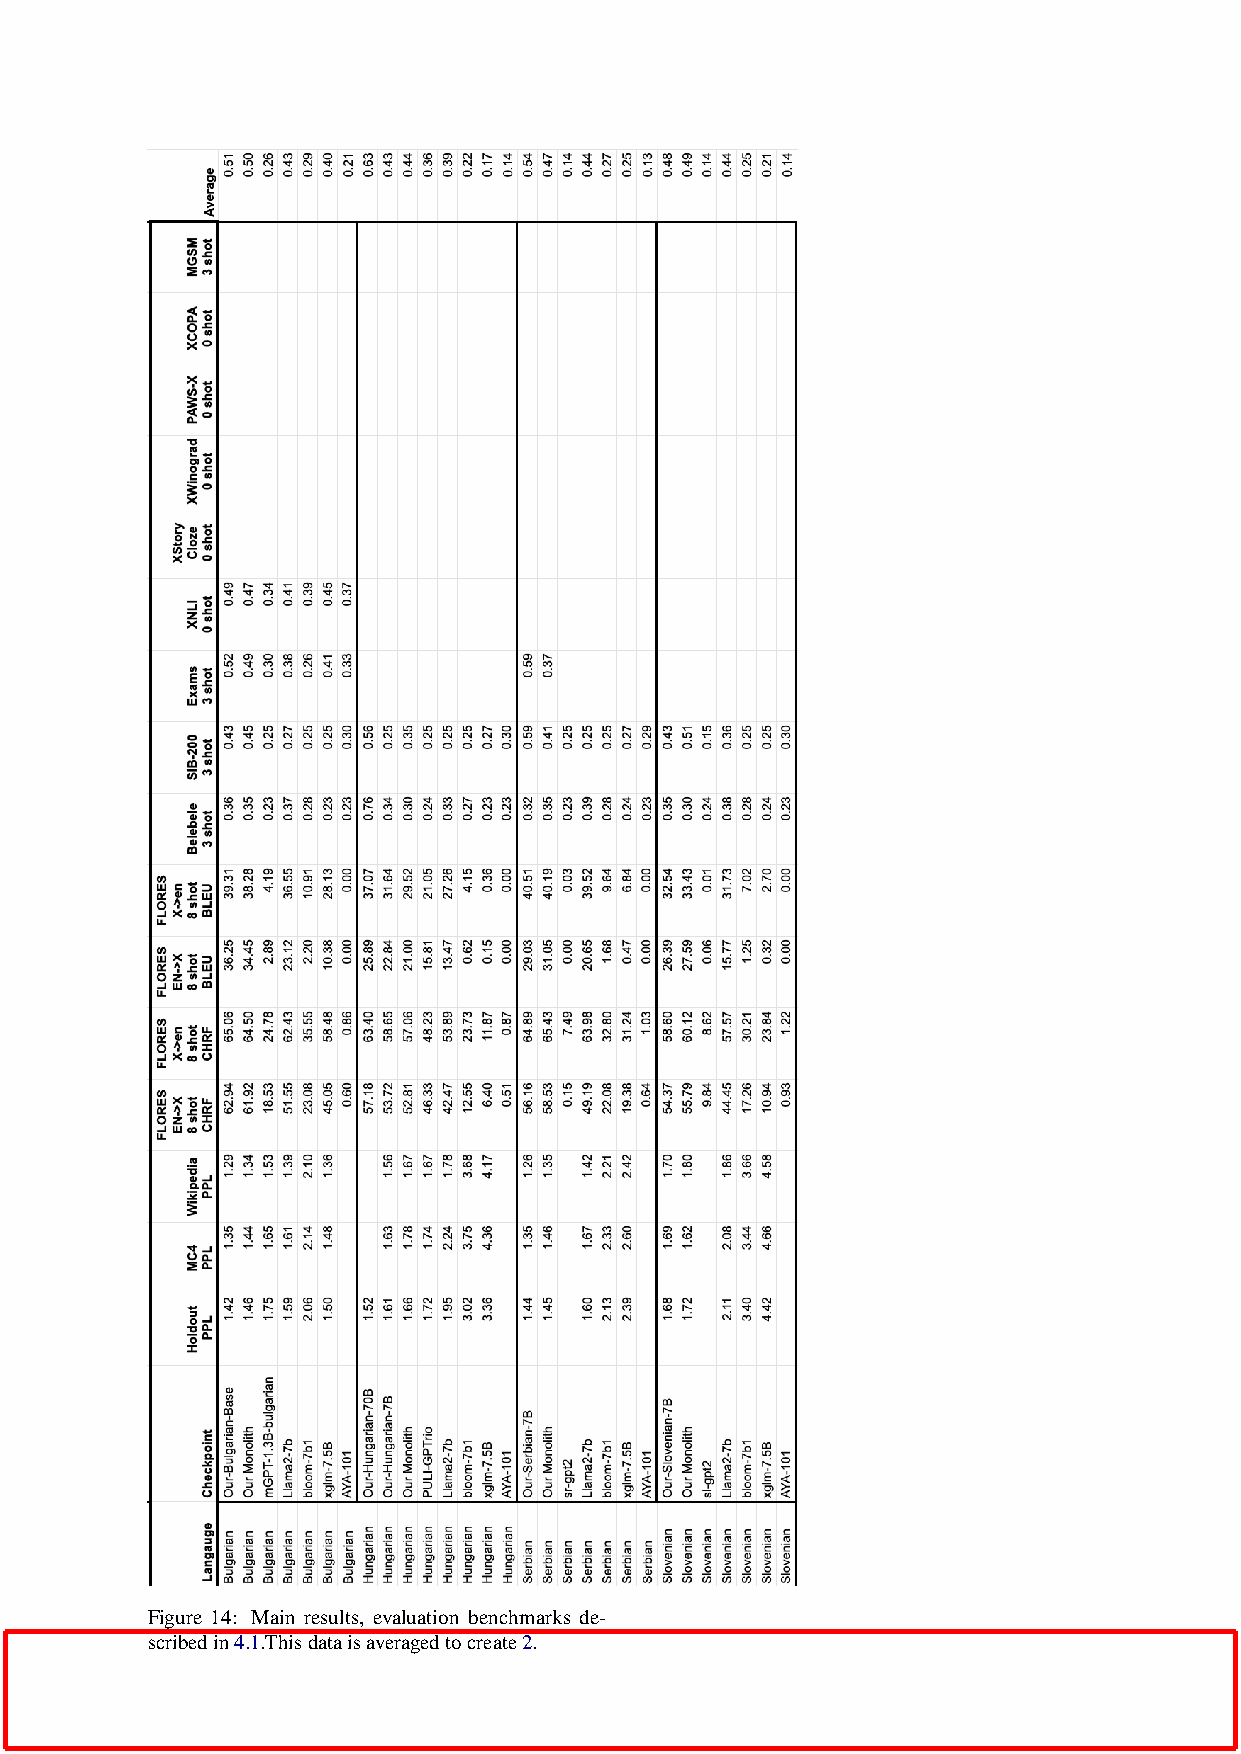 FLORES FLORES FLORES FLORES
EN->X X->en EN->X X->en XStory
Holdout MC4 Wikipedia 8 shot 8 shot 8 shot 8 shot Belebele SIB-200 Exams XNLI Cloze XWinograd PAWS-X XCOPA MGSM
Langauge Checkpoint PPL PPL PPL CHRF CHRF BLEU BLEU 3 shot 3 shot 3 shot 0 shot 0 shot 0 shot 0 shot 0 shot 3 shot Average
Bulgarian Our-Bulgarian-Base 1.42 1.35 1.29 62.94 65.06 36.25 39.31 0.36 0.43 0.52 0.49 0.51
Bulgarian Our Monolith 1.46 1.44 1.34 61.92 64.50 34.45 38.28 0.35 0.45 0.49 0.47 0.50
Bulgarian mGPT-1.3B-bulgarian 1.75 1.65 1.53 18.53 24.78 2.89 4.19 0.23 0.25 0.30 0.34 0.26
Bulgarian Llama2-7b 1.59 1.61 1.39 51.55 62.43 23.12 36.55 0.37 0.27 0.38 0.41 0.43
Bulgarian bloom-7b1 2.06 2.14 2.10 23.08 35.55 2.20 10.91 0.28 0.25 0.26 0.39 0.29
Bulgarian xglm-7.5B 1.50 1.48 1.36 45.05 58.48 10.38 28.13 0.23 0.25 0.41 0.45 0.40
Bulgarian AYA-101 0.60 0.86 0.00 0.00 0.23 0.30 0.33 0.37 0.21
Hungarian Our-Hungarian-70B 1.52 57.18 63.40 25.89 37.07 0.76 0.56 0.63
Hungarian Our-Hungarian-7B 1.61 1.63 1.56 53.72 58.65 22.84 31.64 0.34 0.25 0.43
Hungarian Our Monolith 1.66 1.78 1.67 52.81 57.06 21.00 29.52 0.30 0.35 0.44
Hungarian PULI-GPTrio 1.72 1.74 1.67 46.33 48.23 15.81 21.05 0.24 0.25 0.36
Hungarian Llama2-7b 1.95 2.24 1.78 42.47 53.89 13.47 27.26 0.33 0.25 0.39
Hungarian bloom-7b1 3.02 3.75 3.68 12.55 23.73 0.62 4.15 0.27 0.25 0.22
Hungarian xglm-7.5B 3.36 4.36 4.17 6.40 11.87 0.15 0.36 0.23 0.27 0.17
Hungarian AYA-101 0.51 0.87 0.00 0.00 0.23 0.30 0.14
Serbian Our-Serbian-7B 1.44 1.35 1.26 56.16 64.89 29.03 40.51 0.32 0.59 0.59 0.54
Serbian Our Monolith 1.45 1.46 1.35 58.53 65.43 31.05 40.19 0.35 0.41 0.37 0.47
Serbian sr-gpt2 0.15 7.49 0.00 0.03 0.23 0.25 0.14
Serbian Llama2-7b 1.60 1.67 1.42 49.19 63.98 20.65 39.52 0.39 0.25 0.44
Serbian bloom-7b1 2.13 2.33 2.21 22.08 32.80 1.68 9.64 0.28 0.25 0.27
Serbian xglm-7.5B 2.39 2.60 2.42 19.38 31.24 0.47 6.84 0.24 0.27 0.25
Serbian AYA-101 0.64 1.03 0.00 0.00 0.23 0.29 0.13
Slovenian Our-Slovenian-7B 1.68 1.69 1.70 54.37 58.60 26.39 32.54 0.35 0.43 0.48
Slovenian Our Monolith 1.72 1.62 1.80 55.79 60.12 27.59 33.43 0.30 0.51 0.49
Slovenian sl-gpt2 9.84 8.62 0.06 0.01 0.24 0.15 0.14
Slovenian Llama2-7b 2.11 2.08 1.86 44.45 57.57 15.77 31.73 0.38 0.36 0.44
Slovenian bloom-7b1 3.40 3.44 3.66 17.26 30.21 1.25 7.02 0.28 0.25 0.25
Slovenian xglm-7.5B 4.42 4.66 4.58 10.94 23.84 0.32 2.70 0.24 0.25 0.21
Slovenian AYA-101 0.93 1.22 0.00 0.00 0.23 0.30 0.14
Figure 14: Main results, evaluation benchmarks de-
scribed in 4.1.This data is averaged to create 2.